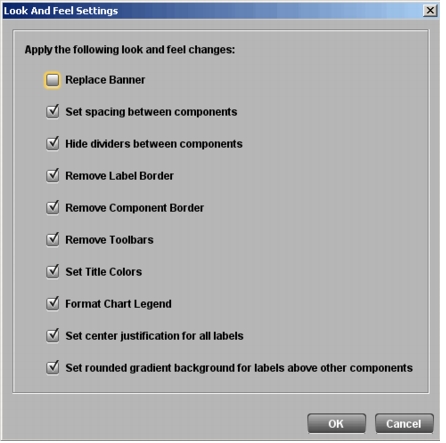 Look And Feel Settings
Apply the following look and feel changes:
Replace Banner
Set spacing between components
Hide dividers between components
Remove Label Border
Remove Component Border
Remove Toolbars
Set Title Colors
Format Chart Legend
Set center justification for all labels
Set rounded gradient background for labels above other components
OK Cancel